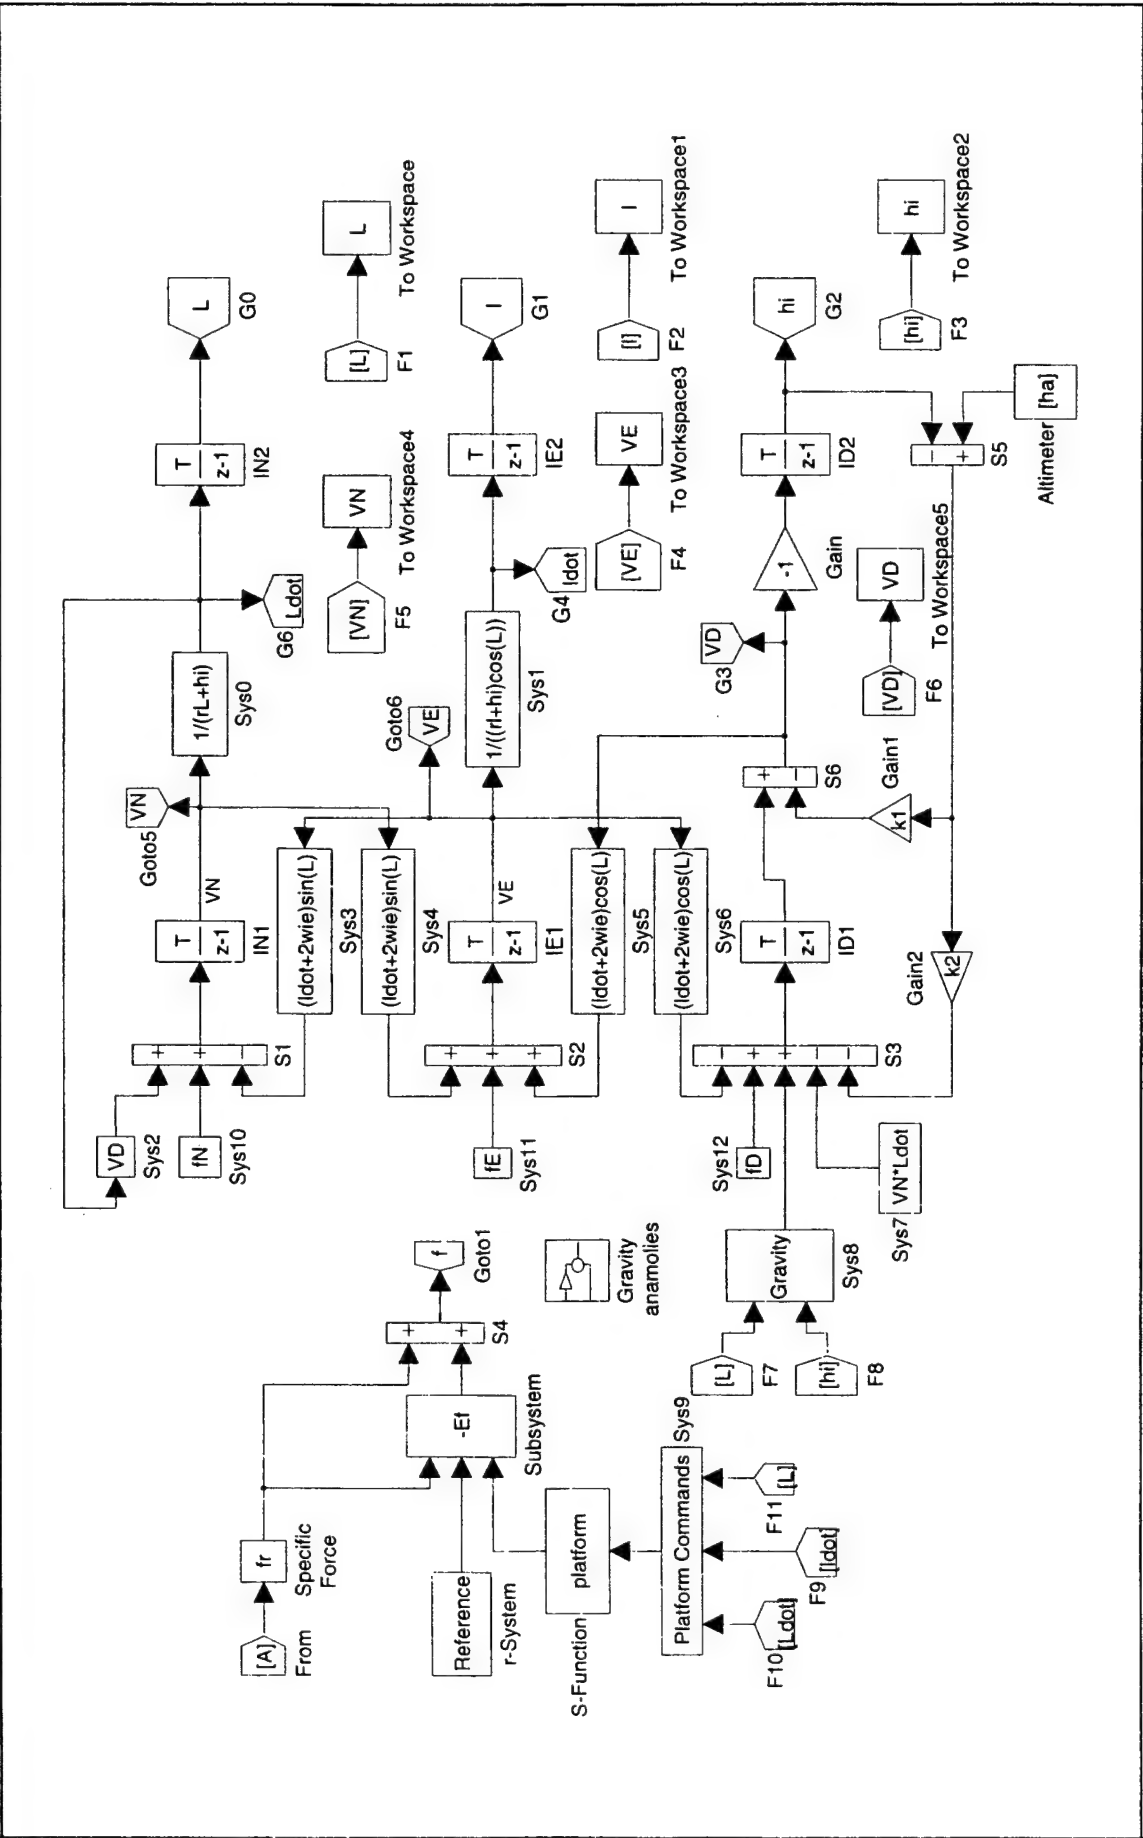 [A]
From
fr
Specific
Force
Reference
r-System
-Ef
Subsystem
+
+
S4
f
Goto1
S-Function
platform
Platform Commands
Sys9
F10
[Ldot]
F9
[ldot]
F11
[L]
Gravity
anamolies
[L]
F7
[hi]
F8
Gravity
Sys8
Sys7
VN*Ldot
VD
Sys2
fN
Sys10
+
+
−
S1
T
z-1
IN1
VN
Goto5
VN
1/(rL+hi)
Sys0
G6
Ldot
T
z-1
IN2
L
G0
(ldot+2wie)sin(L)
Sys3
(ldot+2wie)sin(L)
Sys4
[VN]
F5
VN
To Workspace4
[L]
F1
L
To Workspace
fE
Sys11
+
+
+
S2
T
z-1
IE1
VE
Goto6
VE
1/((rl+hi)cos(L))
Sys1
G4
ldot
T
z-1
IE2
l
G1
(ldot+2wie)cos(L)
Sys5
(ldot+2wie)cos(L)
Sys6
[VE]
F4
VE
To Workspace3
[l]
F2
l
To Workspace1
Sys12
fD
−
+
+
−
−
S3
T
z-1
ID1
+
−
S6
G3
VD
-1
Gain
T
z-1
ID2
hi
G2
Gain2
k2
k1
Gain1
[VD]
F6
VD
To Workspace5
−
+
S5
Altimeter
[ha]
[hi]
F3
hi
To Workspace2